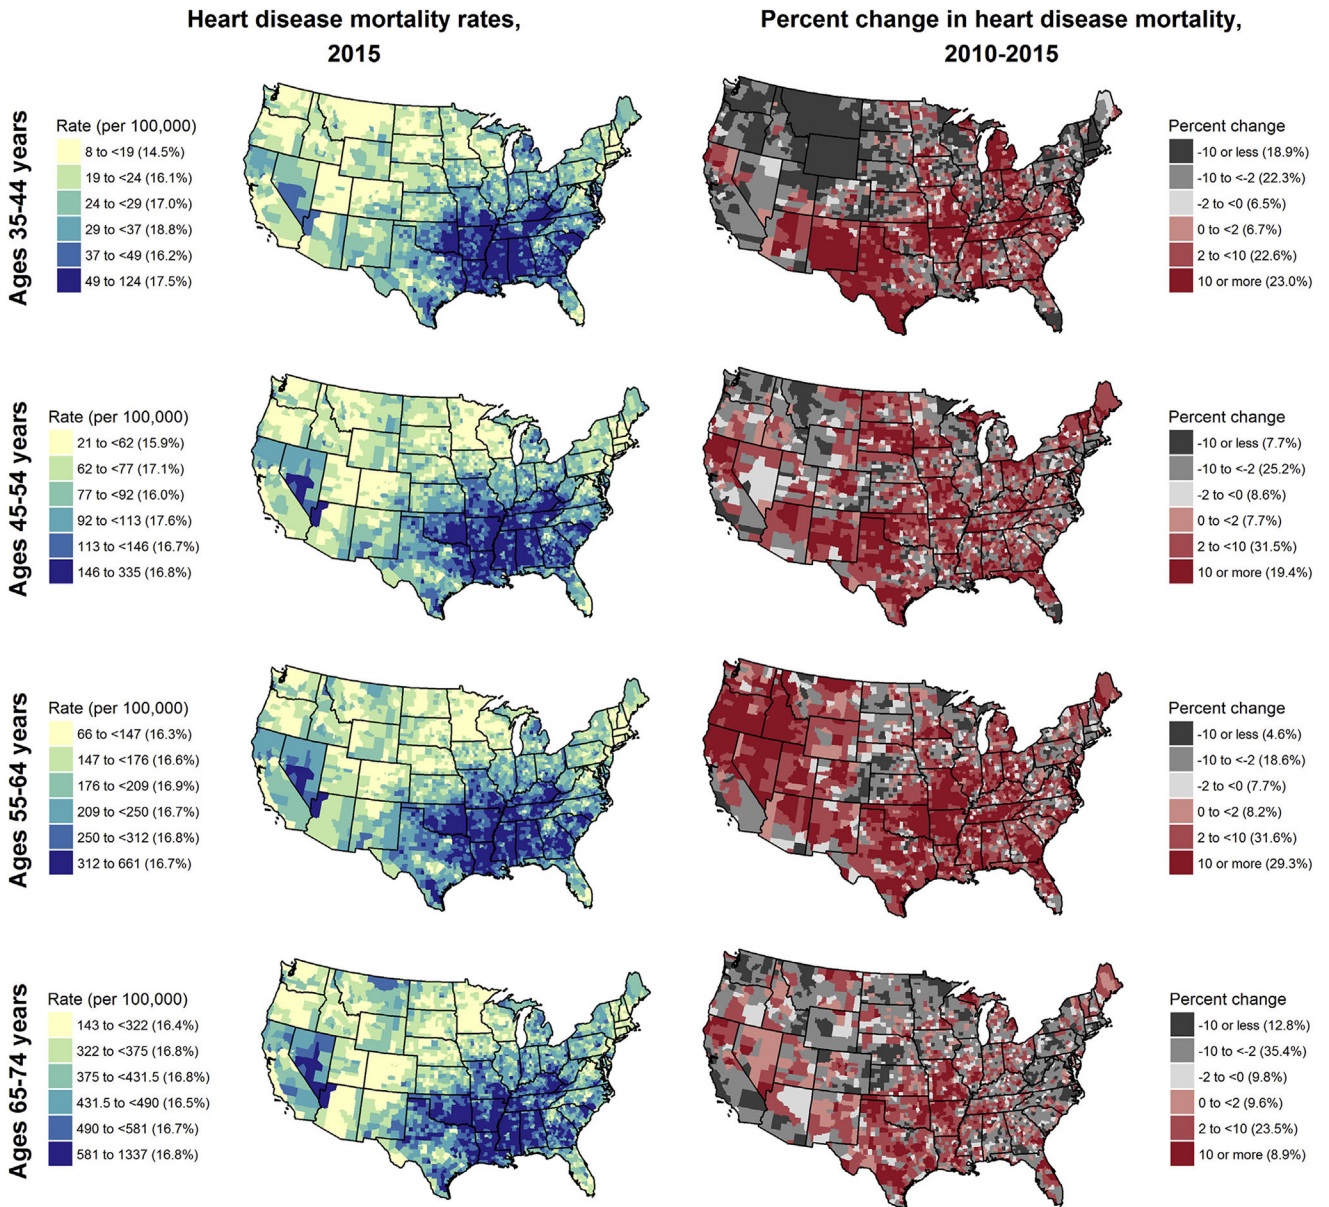 Heart disease mortality rates,
2015
Percent change in heart disease mortality,
2010-2015
Ages 35-44 years
Rate (per 100,000)
8 to <19 (14.5%)
19 to <24 (16.1%)
24 to <29 (17.0%)
29 to <37 (18.8%)
37 to <49 (16.2%)
49 to 124 (17.5%)
Percent change
-10 or less (18.9%)
-10 to <-2 (22.3%)
-2 to <0 (6.5%)
0 to <2 (6.7%)
2 to <10 (22.6%)
10 or more (23.0%)
Ages 45-54 years
Rate (per 100,000)
21 to <62 (15.9%)
62 to <77 (17.1%)
77 to <92 (16.0%)
92 to <113 (17.6%)
113 to <146 (16.7%)
146 to 335 (16.8%)
Percent change
-10 or less (7.7%)
-10 to <-2 (25.2%)
-2 to <0 (8.6%)
0 to <2 (7.7%)
2 to <10 (31.5%)
10 or more (19.4%)
Ages 55-64 years
Rate (per 100,000)
66 to <147 (16.3%)
147 to <176 (16.6%)
176 to <209 (16.9%)
209 to <250 (16.7%)
250 to <312 (16.8%)
312 to 661 (16.7%)
Percent change
-10 or less (4.6%)
-10 to <-2 (18.6%)
-2 to <0 (7.7%)
0 to <2 (8.2%)
2 to <10 (31.6%)
10 or more (29.3%)
Ages 65-74 years
Rate (per 100,000)
143 to <322 (16.4%)
322 to <375 (16.8%)
375 to <431.5 (16.8%)
431.5 to <490 (16.5%)
490 to <581 (16.7%)
581 to 1337 (16.8%)
Percent change
-10 or less (12.8%)
-10 to <-2 (35.4%)
-2 to <0 (9.8%)
0 to <2 (9.6%)
2 to <10 (23.5%)
10 or more (8.9%)